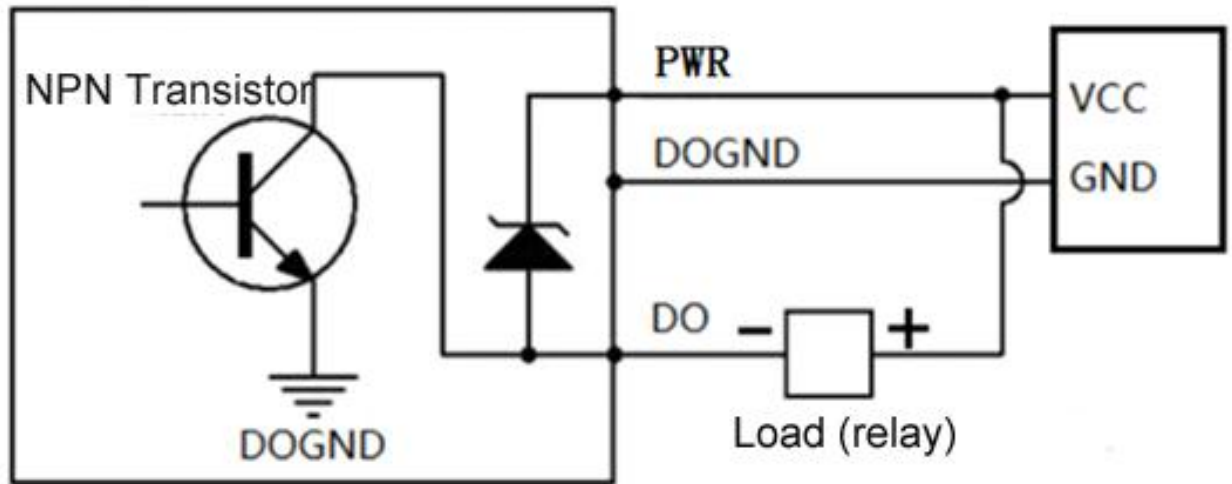 PWR
NPN Transistor
VCC
DOGND
GND
DO - +
Load (relay)
DOGND